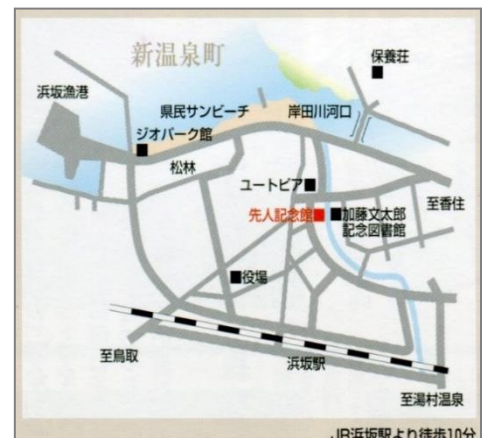 新温泉町
保養荘
浜坂漁港
県民サンビーチ
岸田川河口
ジオパーク館
松林
ユートピア
至香住
先人記念館
加藤文太郎
記念図書館
役場
至鳥取
浜坂駅
至湯村温泉
JR浜坂駅より徒歩10分